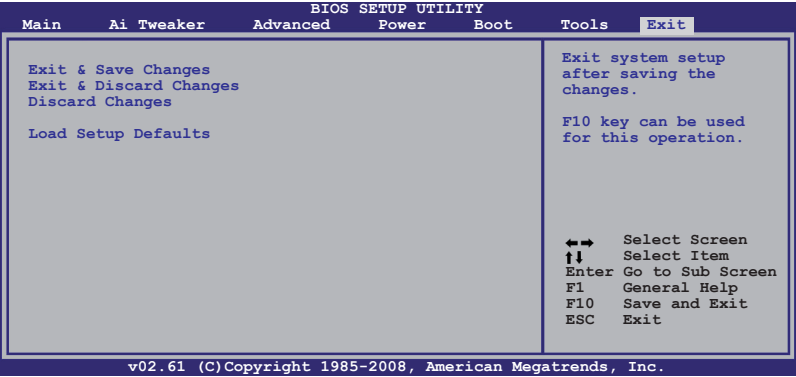 BIOS SETUP UTILITY
Main Ai Tweaker Advanced Power Boot Tools Exit
Exit & Save Changes
Exit & Discard Changes
Discard Changes
Load Setup Defaults
Exit system setup
after saving the
changes.
F10 key can be used
for this operation.
Select Screen
Select Item
Enter Go to Sub Screen
F1 General Help
F10 Save and Exit
ESC Exit
v02.61 (C)Copyright 1985-2008, American Megatrends, Inc.